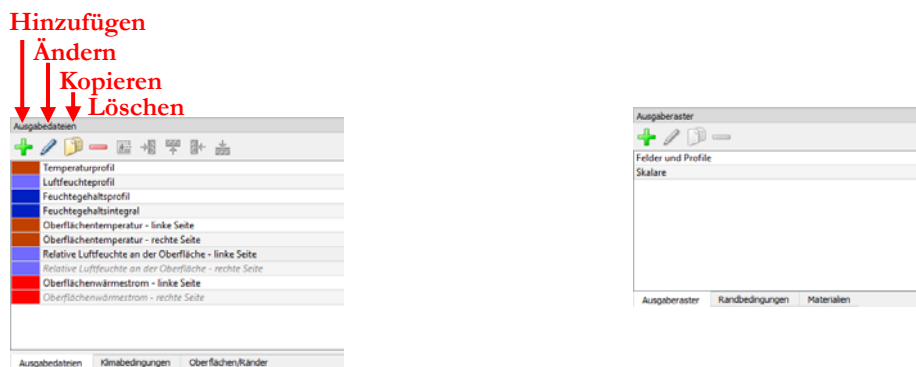 Hinzufügen
Ändern
Kopieren
Löschen
Ausgabedateien
Temperaturprofil
Luftfeuchteprofil
Feuchtegehaltsprofil
Feuchtegehaltsintegral
Oberflächentemperatur - linke Seite
Oberflächentemperatur - rechte Seite
Relative Luftfeuchte an der Oberfläche - linke Seite
Relative Luftfeuchte an der Oberfläche - rechte Seite
Oberflächenwärmestrom - linke Seite
Oberflächenwärmestrom - rechte Seite
Ausgabedateien Klimabedingungen Oberflächen/Ränder
Ausgaberaster
Felder und Profile
Skalare
Ausgaberaster Randbedingungen Materialien